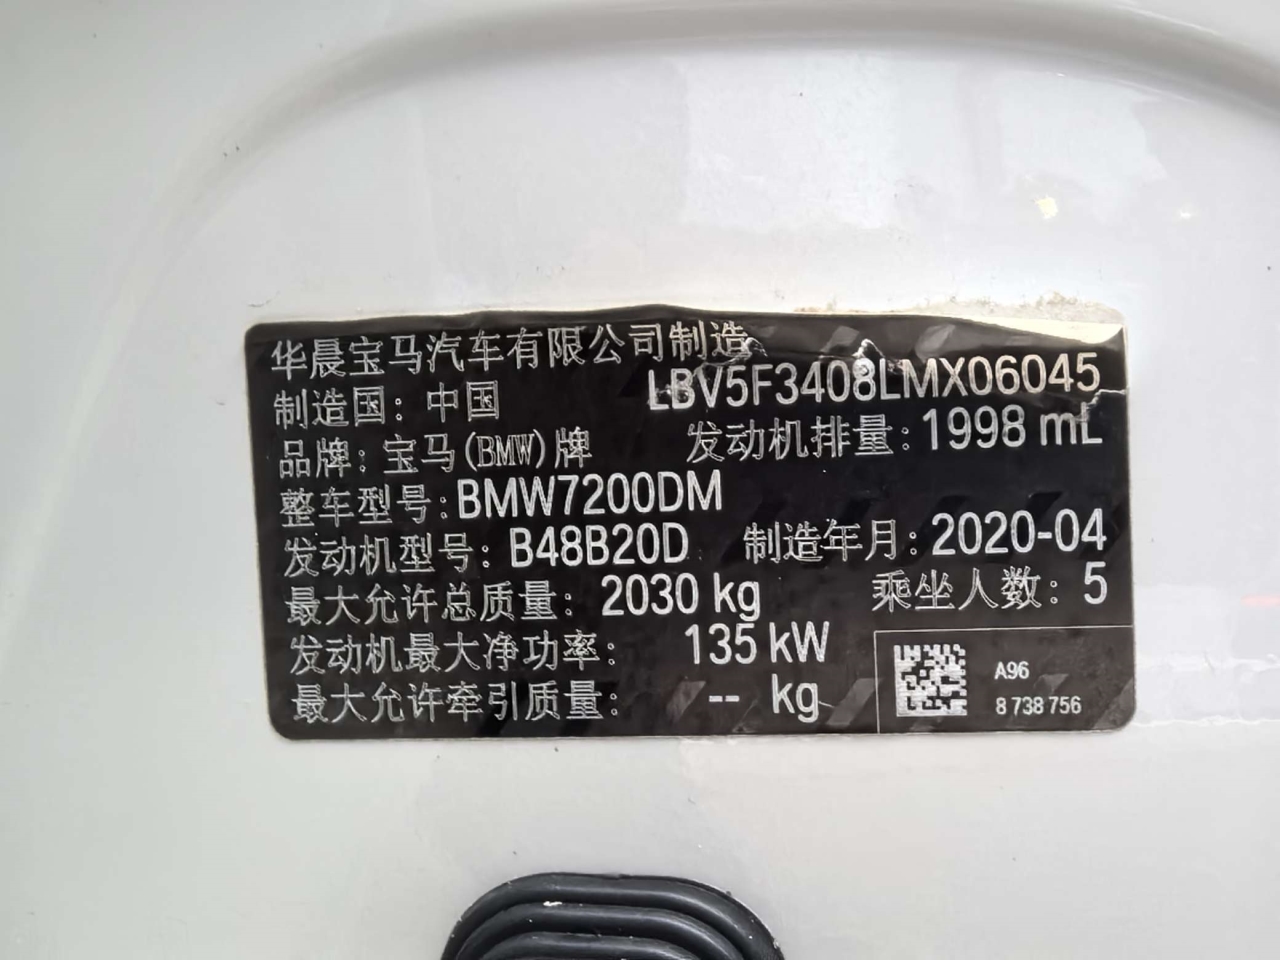 华晨宝马汽车有限公司制造
制造国：中国 LBV5F3408LMX06045
品牌：宝马(BMW)牌 发动机排量：1998 mL
整车型号：BMW7200DM
发动机型号：B48B20D 制造年月：2020-04
最大允许总质量：2030 kg 乘坐人数：5
发动机最大净功率：135 kW
最大允许牵引质量：-- kg
A96
8 738 756